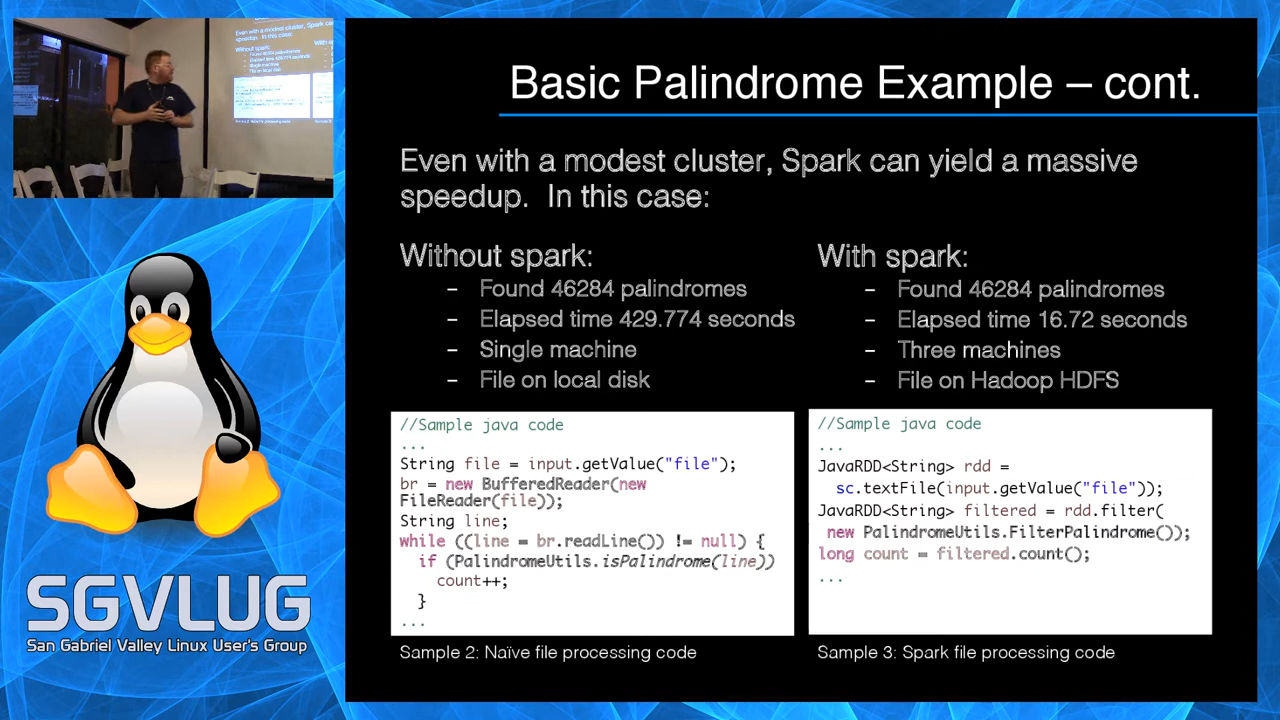 Basic Palindrome Example – cont.
Even with a modest cluster, Spark can yield a massive
speedup. In this case:
Without spark:
– Found 46284 palindromes
– Elapsed time 429.774 seconds
– Single machine
– File on local disk
With spark:
– Found 46284 palindromes
– Elapsed time 16.72 seconds
– Three machines
– File on Hadoop HDFS
//Sample java code
...
String file = input.getValue("file");
br = new BufferedReader(new
FileReader(file));
String line;
while ((line = br.readLine()) != null) {
if (PalindromeUtils.isPalindrome(line))
count++;
}
...
Sample 2: Naïve file processing code
//Sample java code
...
JavaRDD<String> rdd =
sc.textFile(input.getValue("file"));
JavaRDD<String> filtered = rdd.filter(
new PalindromeUtils.FilterPalindrome());
long count = filtered.count();
...
Sample 3: Spark file processing code
SGVLUG
San Gabriel Valley Linux User's Group